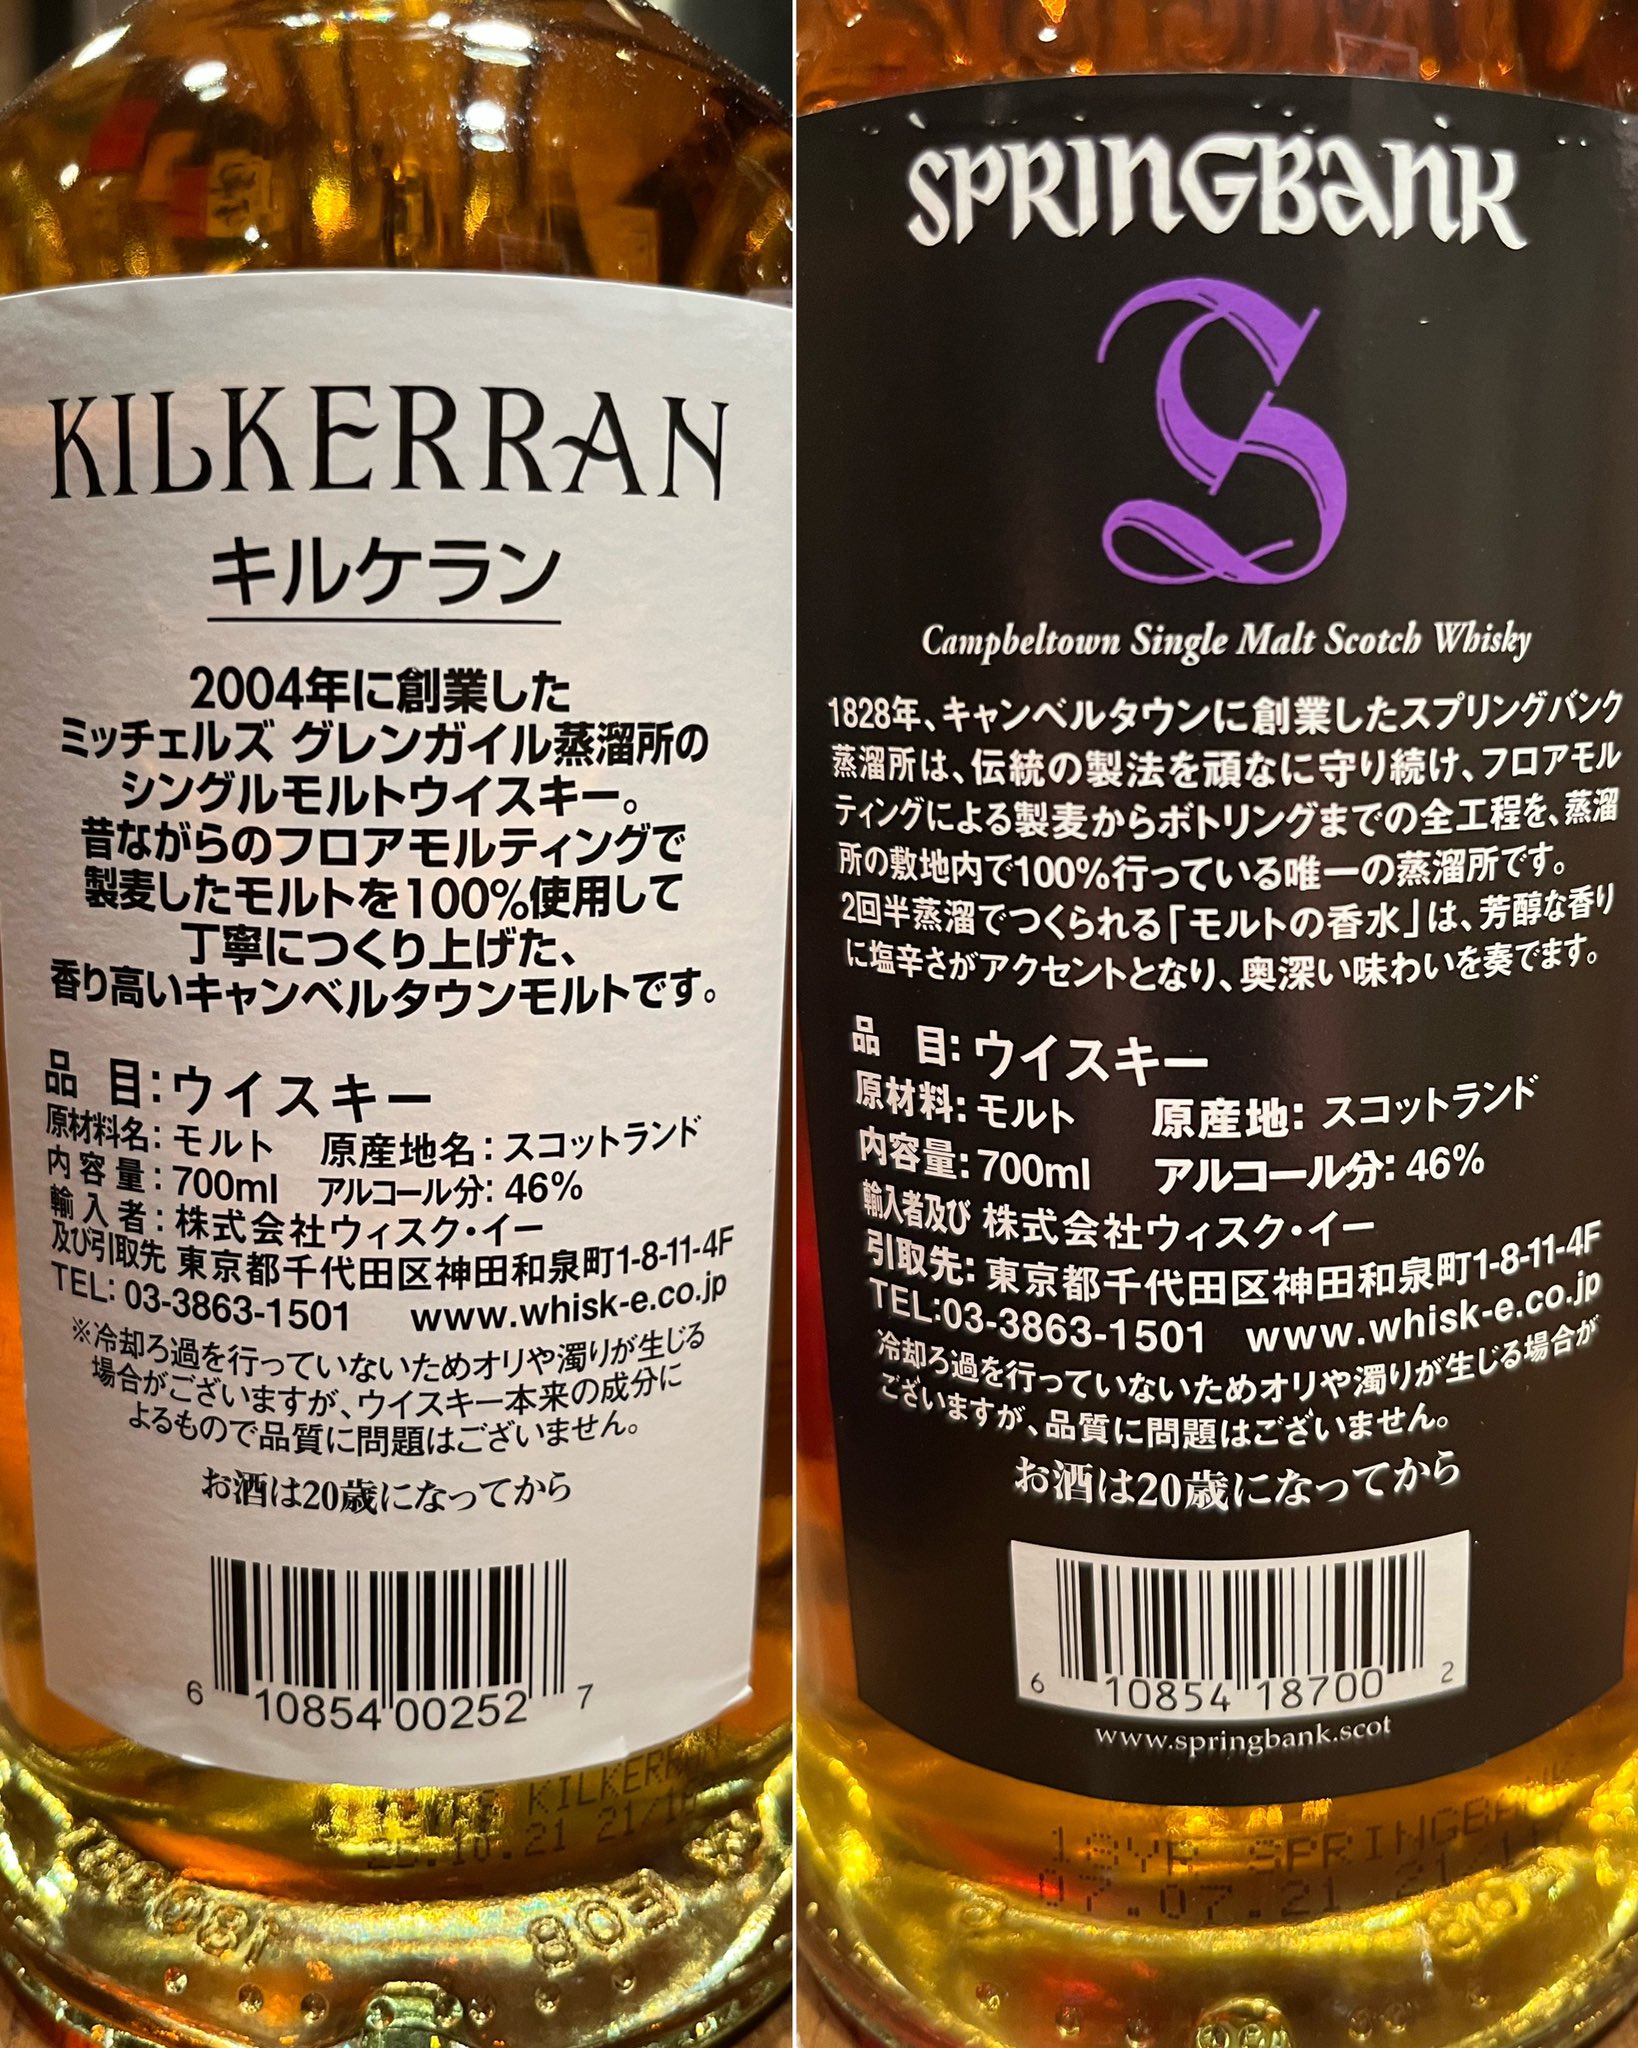 KILKERRAN
キルケラン
2004年に創業した
ミッチェルズ グレンガイル蒸溜所の
シングルモルトウイスキー。
昔ながらのフロアモルティングで
製麦したモルトを100%使用して
丁寧につくり上げた、
香り高いキャンベルタウンモルトです。
品 目:ウイスキー
原材料名:モルト 原産地名:スコットランド
内容量:700ml アルコール分:46%
輸入者:株式会社ウィスク・イー
及び引取先 東京都千代田区神田和泉町1-8-11-4F
TEL: 03-3863-1501 www.whisk-e.co.jp
※冷却ろ過を行っていないためオリや濁りが生じる
場合がございますが、ウイスキー本来の成分に
よるもので品質に問題はございません。
お酒は20歳になってから
6 10854 00252 7
KILKERRAN
.10.21 21/
SPRINGBANK
S
Campbeltown Single Malt Scotch Whisky
1828年、キャンベルタウンに創業したスプリングバンク
蒸溜所は、伝統の製法を頑なに守り続け、フロアモル
ティングによる製麦からボトリングまでの全工程を、蒸溜
所の敷地内で100%行っている唯一の蒸溜所です。
2回半蒸溜でつくられる「モルトの香水」は、芳醇な香り
に塩辛さがアクセントとなり、奥深い味わいを奏でます。
品 目:ウイスキー
原材料:モルト 原産地:スコットランド
内容量:700ml アルコール分:46%
輸入者及び 株式会社ウィスク・イー
引取先:東京都千代田区神田和泉町1-8-11-4F
TEL:03-3863-1501 www.whisk-e.co.jp
冷却ろ過を行っていないためオリや濁りが生じる場合が
ございますが、品質に問題はございません。
お酒は20歳になってから
6 10854 18700 2
www.springbank.scot
18YR SPRINGBANK
07.07.21